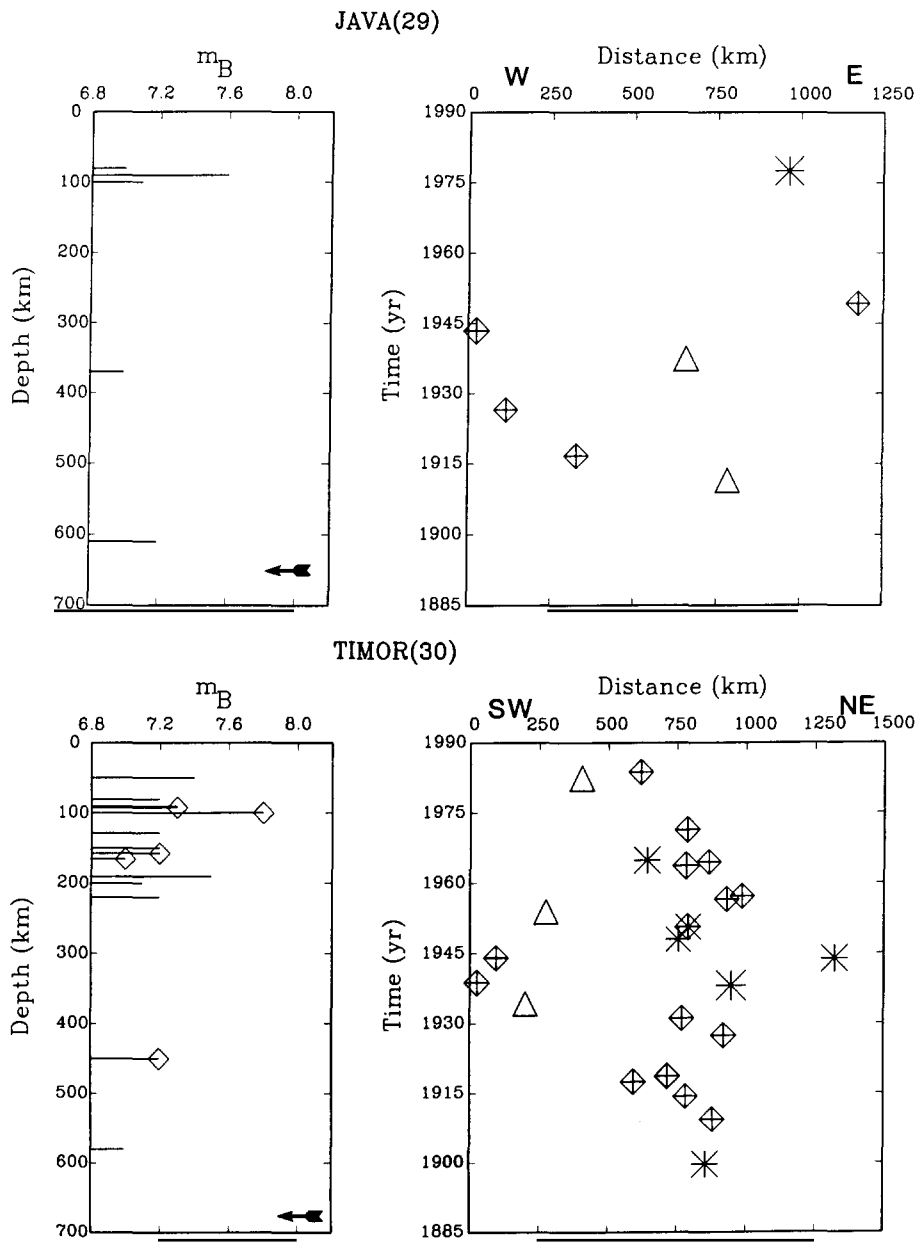 JAVA(29)
m_B
6.8 7.2 7.6 8.0
Depth (km)
0
100
200
300
400
500
600
700
Distance (km)
W E
0 250 500 750 1000 1250
Time (yr)
1990
1975
1960
1945
1930
1915
1900
1885
TIMOR(30)
m_B
6.8 7.2 7.6 8.0
Depth (km)
0
100
200
300
400
500
600
700
Distance (km)
SW NE
0 250 500 750 1000 1250 1500
Time (yr)
1990
1975
1960
1945
1930
1915
1900
1885